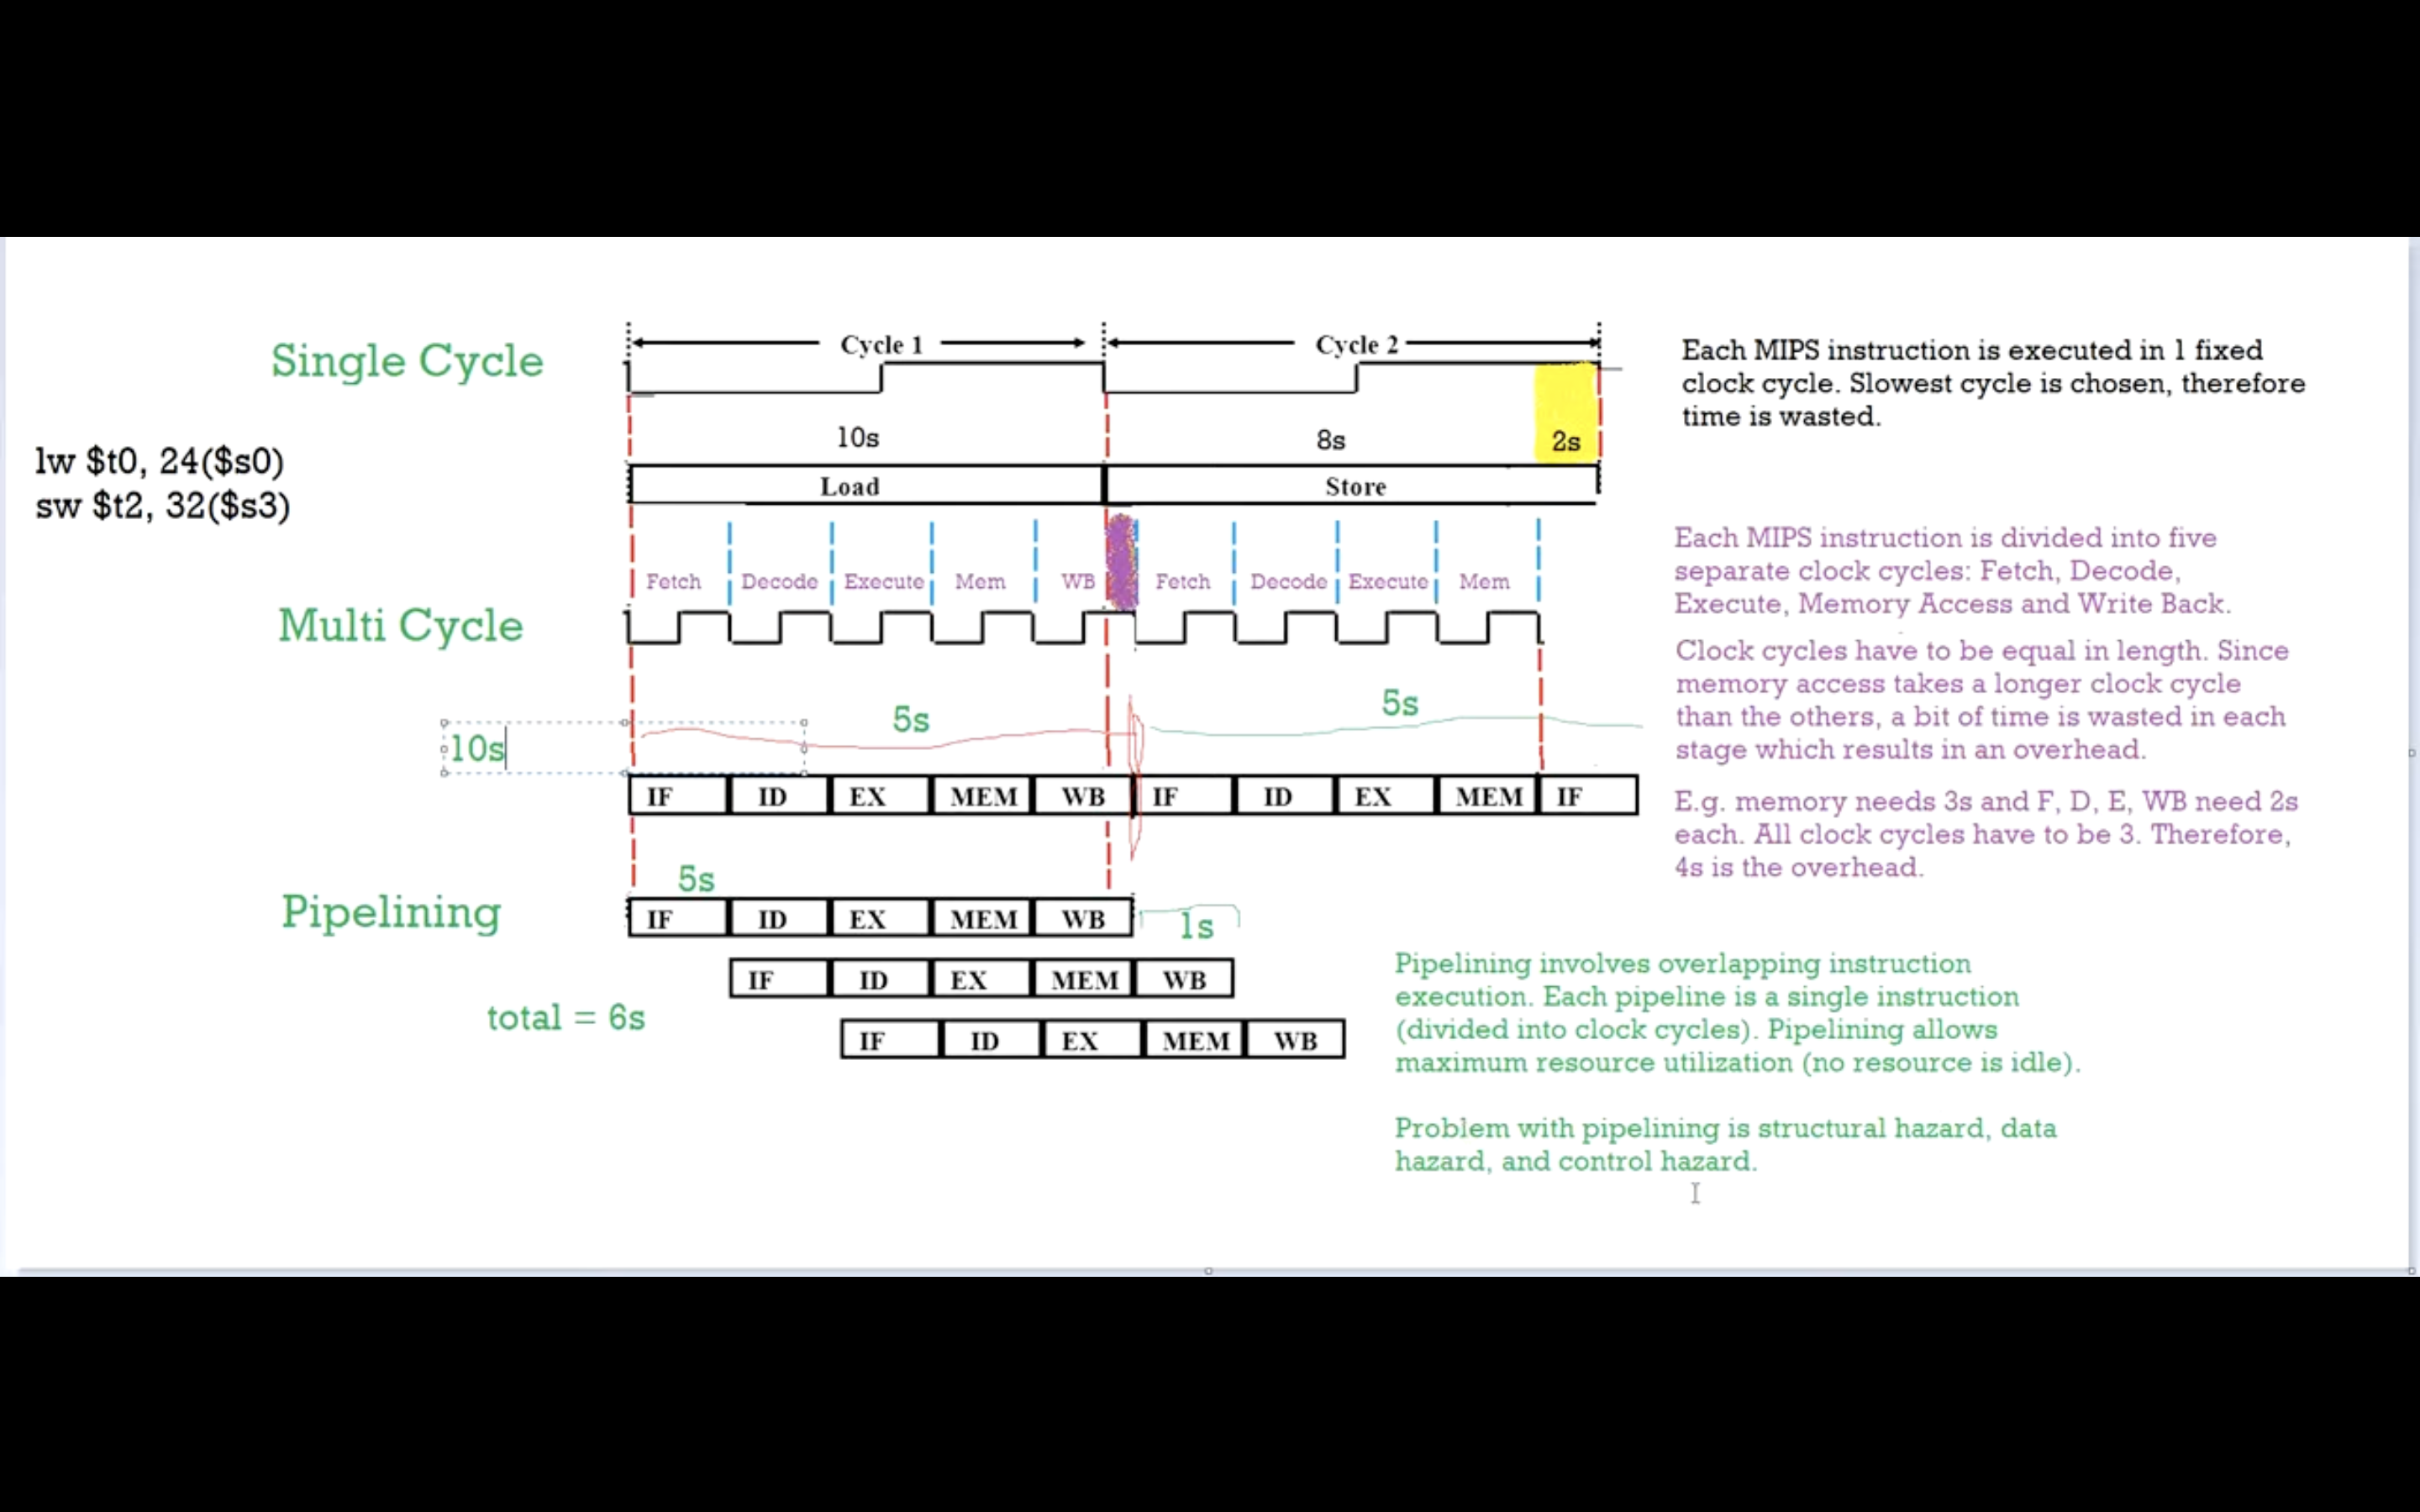 Single Cycle
Cycle 1
Cycle 2
Each MIPS instruction is executed in 1 fixed
clock cycle. Slowest cycle is chosen, therefore
time is wasted.
10s
8s
2s
lw $t0, 24($s0)
sw $t2, 32($s3)
Load
Store
Fetch Decode Execute Mem WB Fetch Decode Execute Mem
Multi Cycle
Each MIPS instruction is divided into five
separate clock cycles: Fetch, Decode,
Execute, Memory Access and Write Back.
Clock cycles have to be equal in length. Since
memory access takes a longer clock cycle
than the others, a bit of time is wasted in each
stage which results in an overhead.
E.g. memory needs 3s and F, D, E, WB need 2s
each. All clock cycles have to be 3. Therefore,
4s is the overhead.
5s
5s
10s
IF ID EX MEM WB IF ID EX MEM IF
5s
Pipelining
IF ID EX MEM WB
1s
IF ID EX MEM WB
total = 6s
IF ID EX MEM WB
Pipelining involves overlapping instruction
execution. Each pipeline is a single instruction
(divided into clock cycles). Pipelining allows
maximum resource utilization (no resource is idle).
Problem with pipelining is structural hazard, data
hazard, and control hazard.